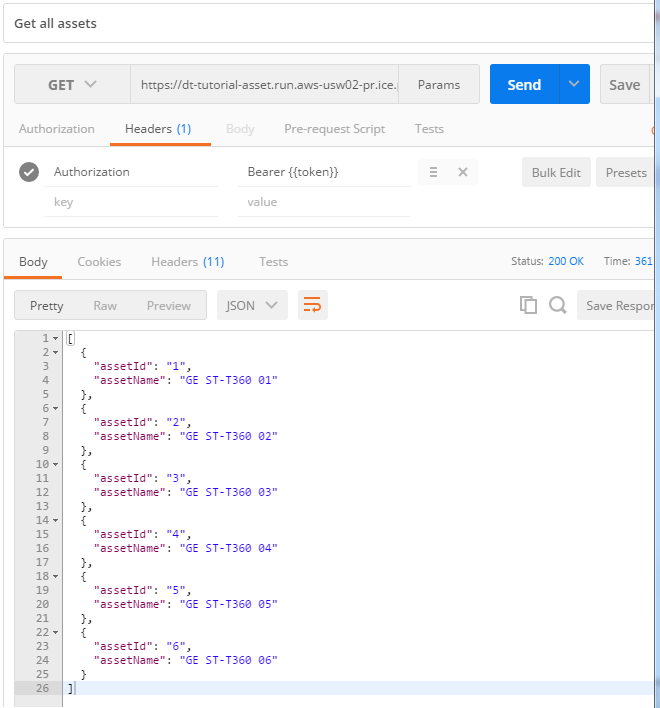 Get all assets
GET https://dt-tutorial-asset.run.aws-usw02-pr.ice. Params Send Save
Authorization Headers (1) Body Pre-request Script Tests
Authorization Bearer {{token}} Bulk Edit Presets
key value
Body Cookies Headers (11) Tests Status: 200 OK Time: 361
Pretty Raw Preview JSON Save Respor
1 [
2 {
3 "assetId": "1",
4 "assetName": "GE ST-T360 01"
5 },
6 {
7 "assetId": "2",
8 "assetName": "GE ST-T360 02"
9 },
10 {
11 "assetId": "3",
12 "assetName": "GE ST-T360 03"
13 },
14 {
15 "assetId": "4",
16 "assetName": "GE ST-T360 04"
17 },
18 {
19 "assetId": "5",
20 "assetName": "GE ST-T360 05"
21 },
22 {
23 "assetId": "6",
24 "assetName": "GE ST-T360 06"
25 }
26 ]